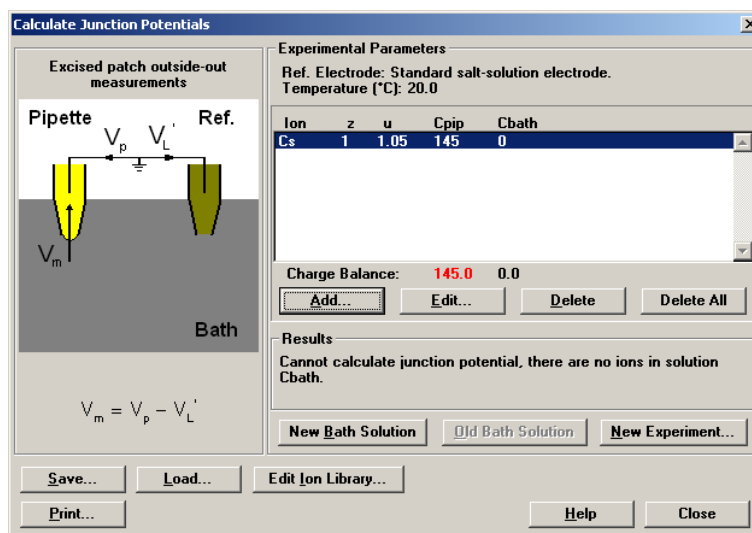 Calculate Junction Potentials
Excised patch outside-out
measurements
Pipette
Ref.
Vp
VL'
Vm
Bath
Vm = Vp − VL'
Experimental Parameters
Ref. Electrode: Standard salt-solution electrode.
Temperature (°C): 20.0
Ion z u Cpip Cbath
Cs 1 1.05 145 0
Charge Balance: 145.0 0.0
Add... Edit... Delete Delete All
Results
Cannot calculate junction potential, there are no ions in solution
Cbath.
New Bath Solution Old Bath Solution New Experiment...
Save... Load... Edit Ion Library...
Print... Help Close